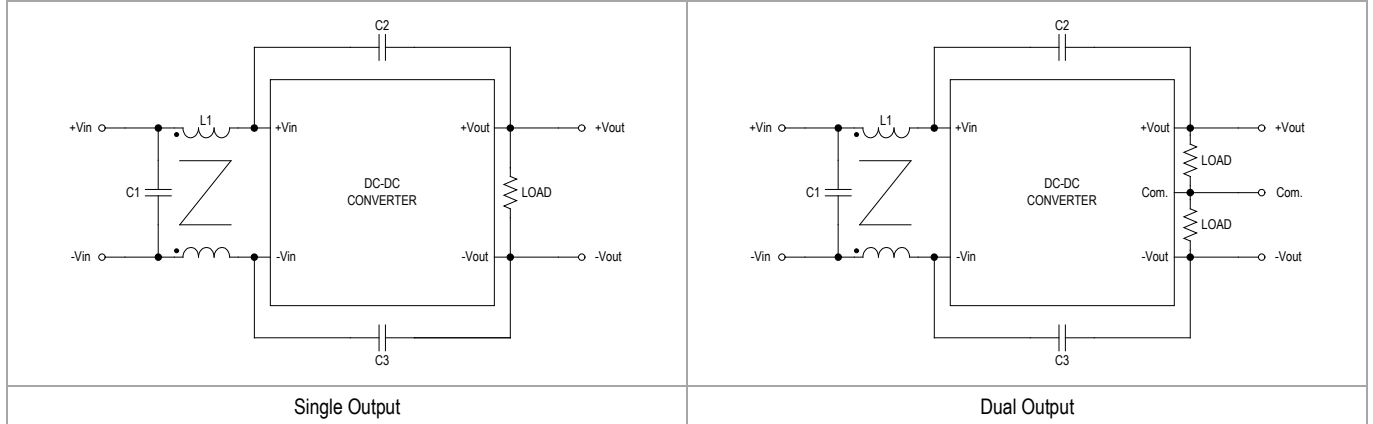 C2
+Vin
L1
+Vin
+Vout
+Vout
C1
DC-DC
CONVERTER
LOAD
-Vin
-Vin
-Vout
-Vout
C3
Single Output
C2
+Vin
L1
+Vin
+Vout
+Vout
LOAD
C1
DC-DC
CONVERTER
Com.
Com.
LOAD
-Vin
-Vin
-Vout
-Vout
C3
Dual Output